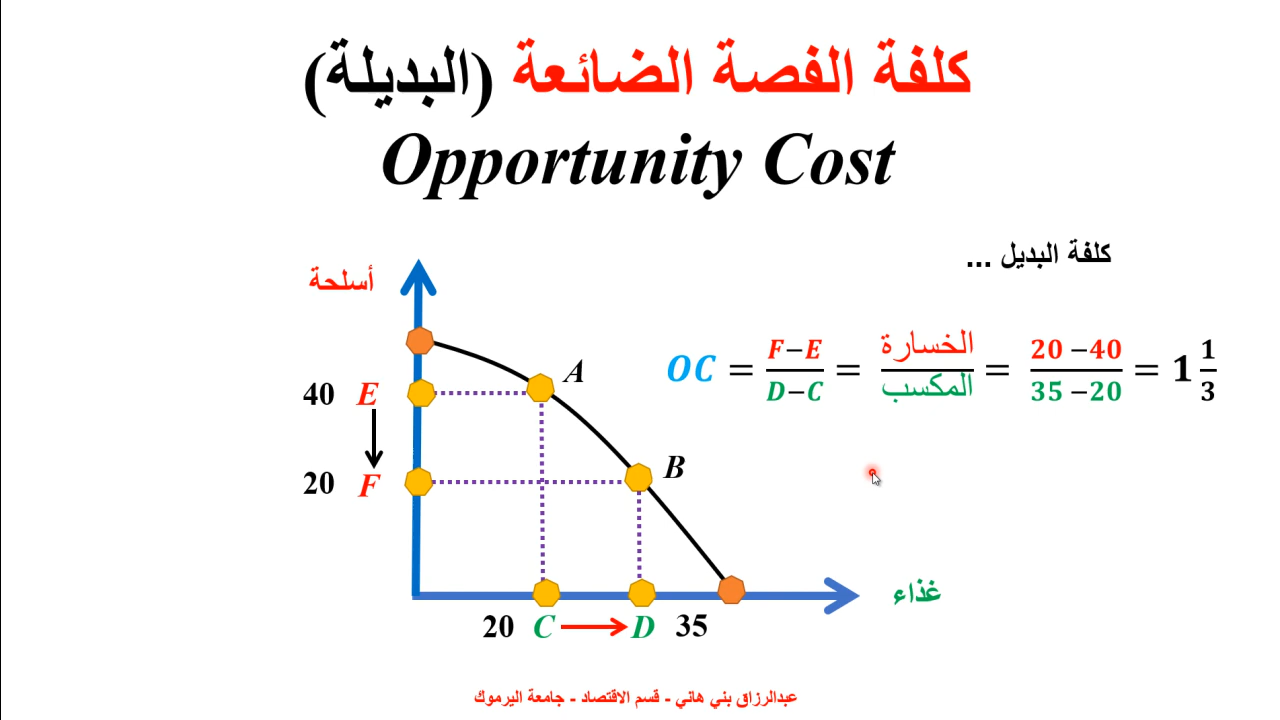 كلفة الفصة الضائعة (البديلة)
Opportunity Cost
كلفة البديل ...
أسلحة
OC = F−E / D−C = الخسارة / المكسب = 20 −40 / 35 −20 = 1 1/3
A
40 E
B
20 F
غذاء
20 C D 35
عبدالرزاق بني هاني - قسم الاقتصاد - جامعة اليرموك